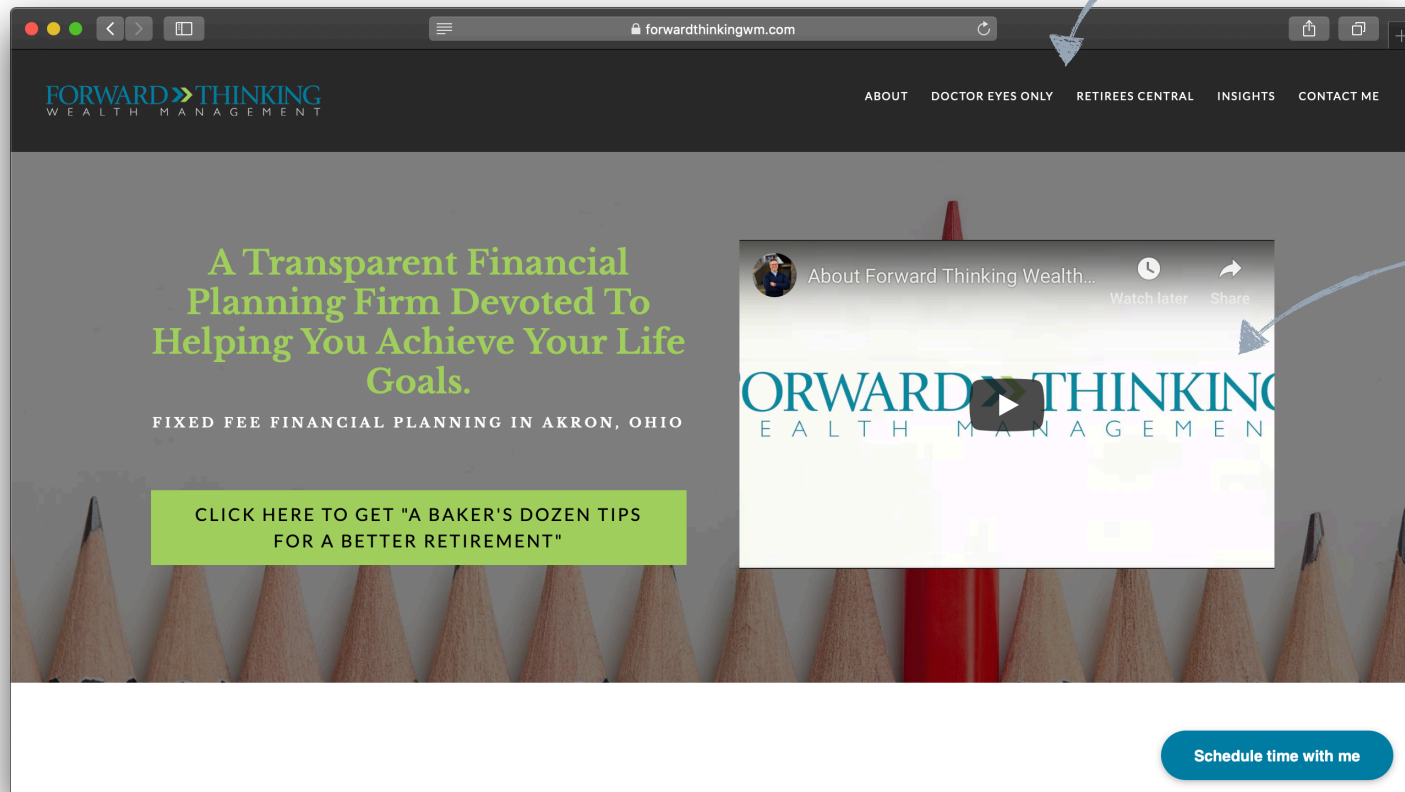 forwardthinkingwm.com
FORWARD THINKING
WEALTH MANAGEMENT
ABOUT DOCTOR EYES ONLY RETIREES CENTRAL INSIGHTS CONTACT ME
A Transparent Financial
Planning Firm Devoted To
Helping You Achieve Your Life
Goals.
FIXED FEE FINANCIAL PLANNING IN AKRON, OHIO
CLICK HERE TO GET "A BAKER'S DOZEN TIPS
FOR A BETTER RETIREMENT"
About Forward Thinking Wealth...
Watch later Share
ORWARD THINKING
EALTH MANAGEMEN
Schedule time with me